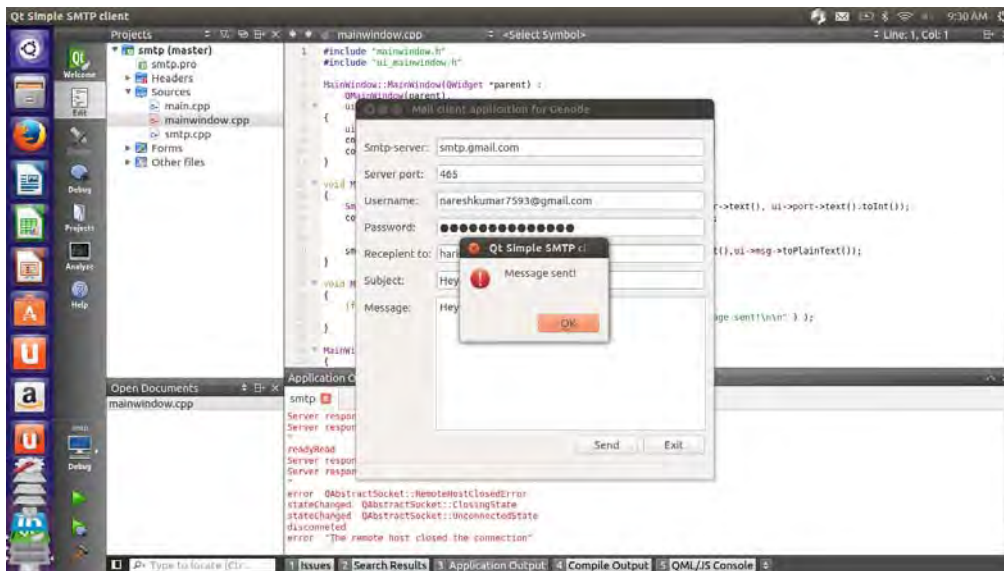 Qt Simple SMTP client
9:30 AM
Projects
mainwindow.cpp
<Select Symbol>
Line: 1, Col: 1
Welcome
Edit
Debug
Projects
Analyze
Help
smtp (master)
smtp.pro
Headers
Sources
main.cpp
mainwindow.cpp
smtp.cpp
Forms
Other files
1 #include "mainwindow.h"
#include "ui_mainwindow.h"
MainWindow::MainWindow(QWidget *parent) :
QMainWindow(parent),
Mail client application for Genode
Smtp-server: smtp.gmail.com
Server port: 465
Username: nareshkumar7593@gmail.com
r->text(), ui->port->text().toInt());
Password: ●●●●●●●●●●●●●●
Recepient to: hari
t(),ui->msg->toPlainText());
Subject: Hey
Message: Hey
Qt Simple SMTP cl
Message sent!
OK
age sent!\n\n" ) );
Send
Exit
Open Documents
mainwindow.cpp
Application O
smtp
Server respon
Server respon
readyRead
Server respon
Server respon
error QAbstractSocket::RemoteHostClosedError
stateChanged QAbstractSocket::ClosingState
stateChanged QAbstractSocket::UnconnectedState
disconneted
error "The remote host closed the connection"
Debug
Type to locate (Ctr...
1 Issues
2 Search Results
3 Application Output
4 Compile Output
5 QML/JS Console